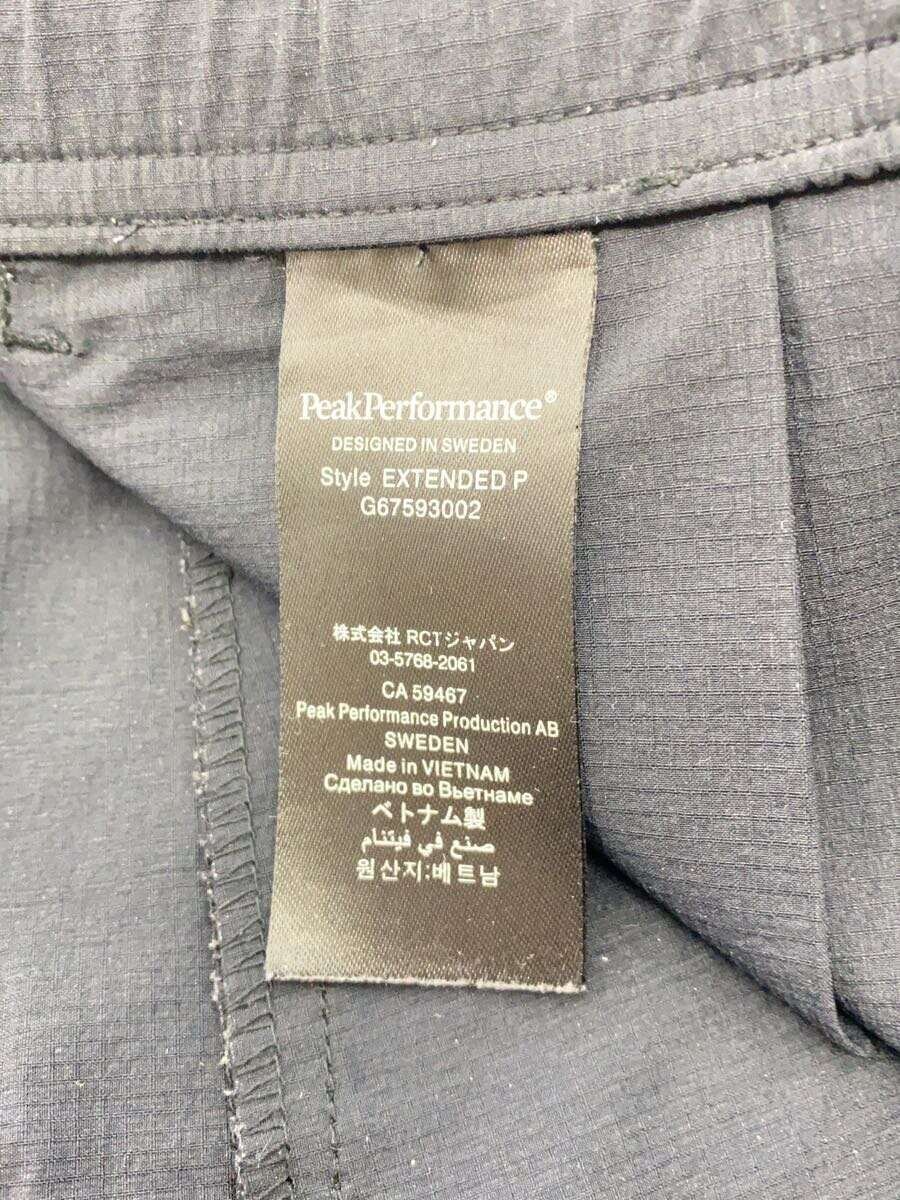 PeakPerformance®
DESIGNED IN SWEDEN
Style EXTENDED P
G67593002
株式会社 RCTジャパン
03-5768-2061
CA 59467
Peak Performance Production AB
SWEDEN
Made in VIETNAM
Сделано во Вьетнаме
ベトナム製
صنع في فيتنام
원산지:베트남